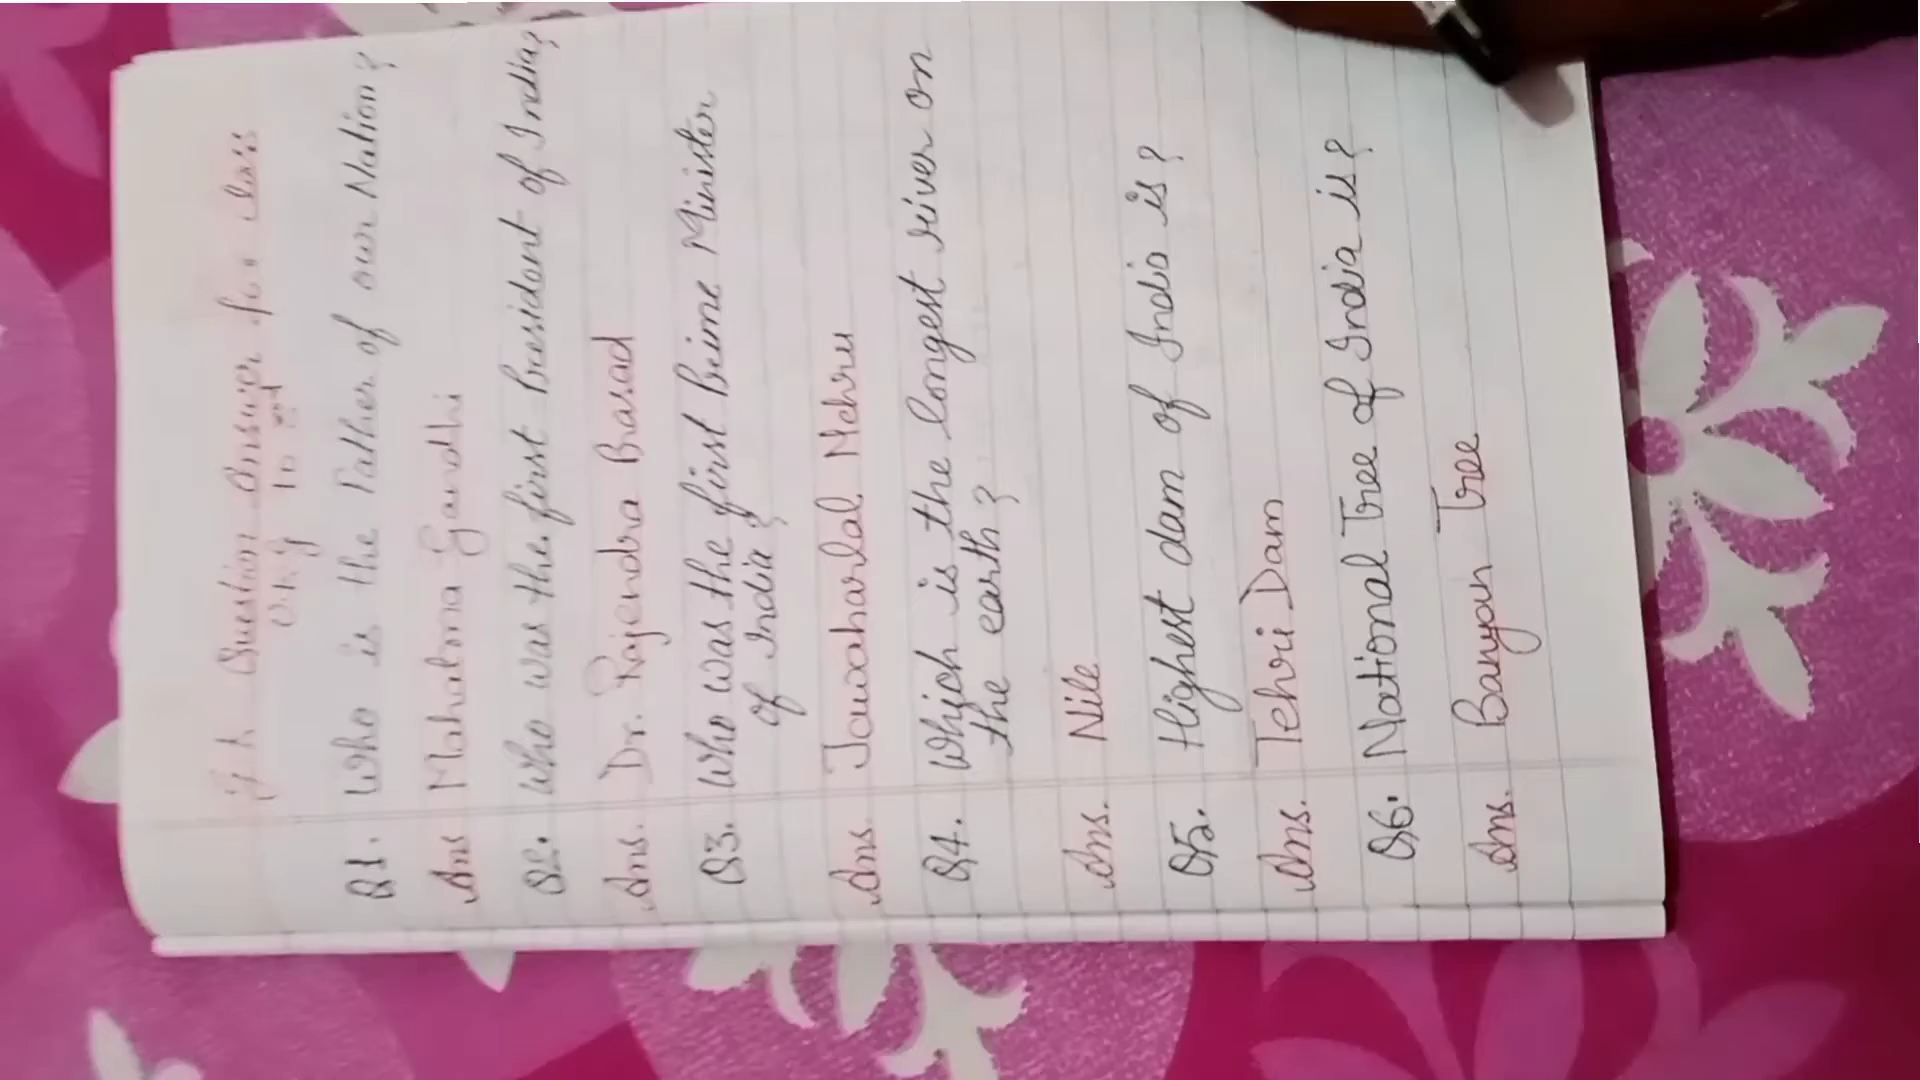 G.K Question Answer for class
UKG to 2nd
Q1. Who is the Father of our Nation?
Ans Mahatma Gandhi
Q2. Who was the first President of India?
Ans. Dr. Rajendra Prasad
Q3. Who was the first Prime Minister
of India?
Ans. Jawaharlal Nehru
Q4. Which is the longest river on
the earth?
Ans. Nile
Q5. Highest dam of India is?
Ans. Tehri Dam
Q6. National Tree of India is?
Ans. Banyan Tree